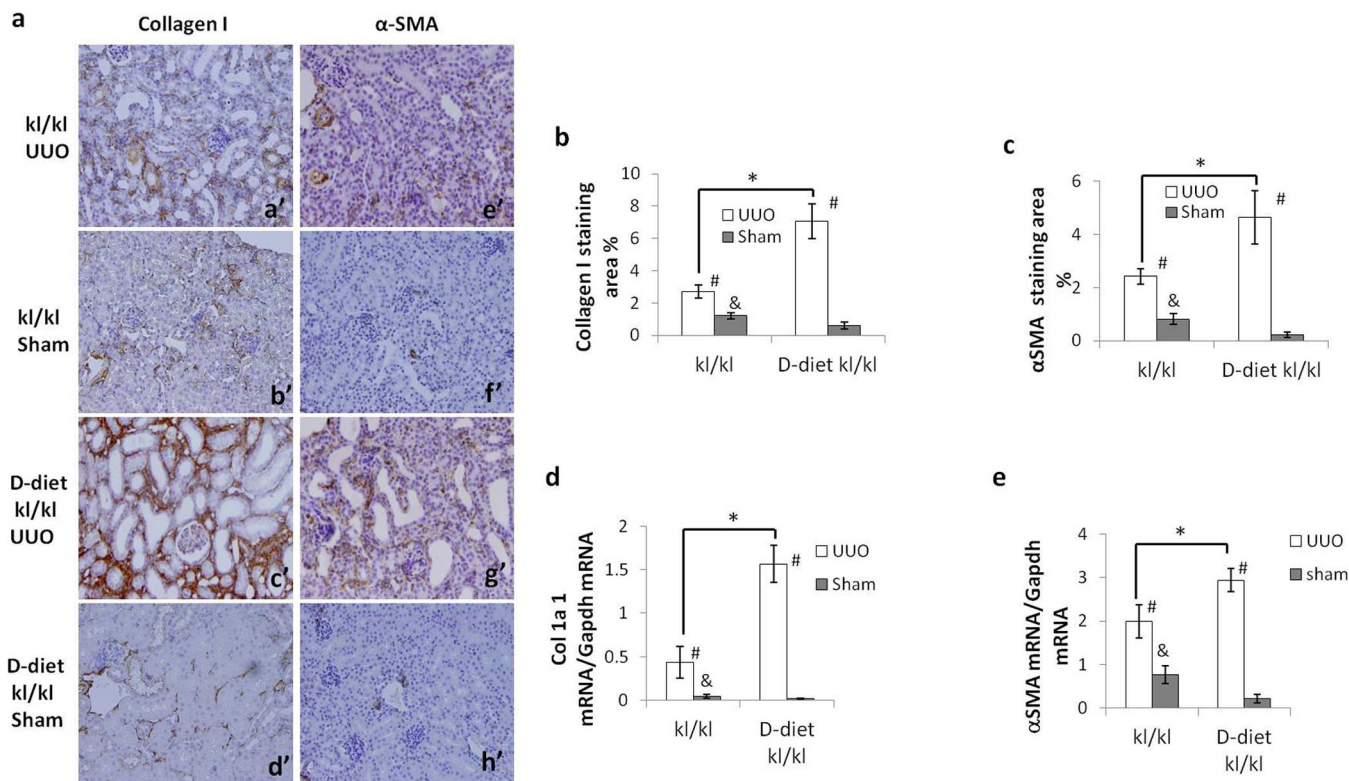 a
Collagen I
α-SMA
kl/kl
UUO
a’
e’
kl/kl
Sham
b’
f’
D-diet
kl/kl
UUO
c’
g’
D-diet
kl/kl
Sham
d’
h’
b
Collagen I staining
area %
10
8
6
4
2
0
*
UUO
Sham
#
&
#
kl/kl
D-diet kl/kl
c
αSMA staining area
%
6
4
2
0
*
UUO
Sham
#
&
#
kl/kl
D-diet kl/kl
d
Col 1a 1
mRNA/Gapdh mRNA
2
1.5
1
0.5
0
*
UUO
Sham
#
&
#
kl/kl
D-diet
kl/kl
e
αSMA mRNA/Gapdh
mRNA
4
3
2
1
0
*
UUO
sham
#
&
#
kl/kl
D-diet
kl/kl